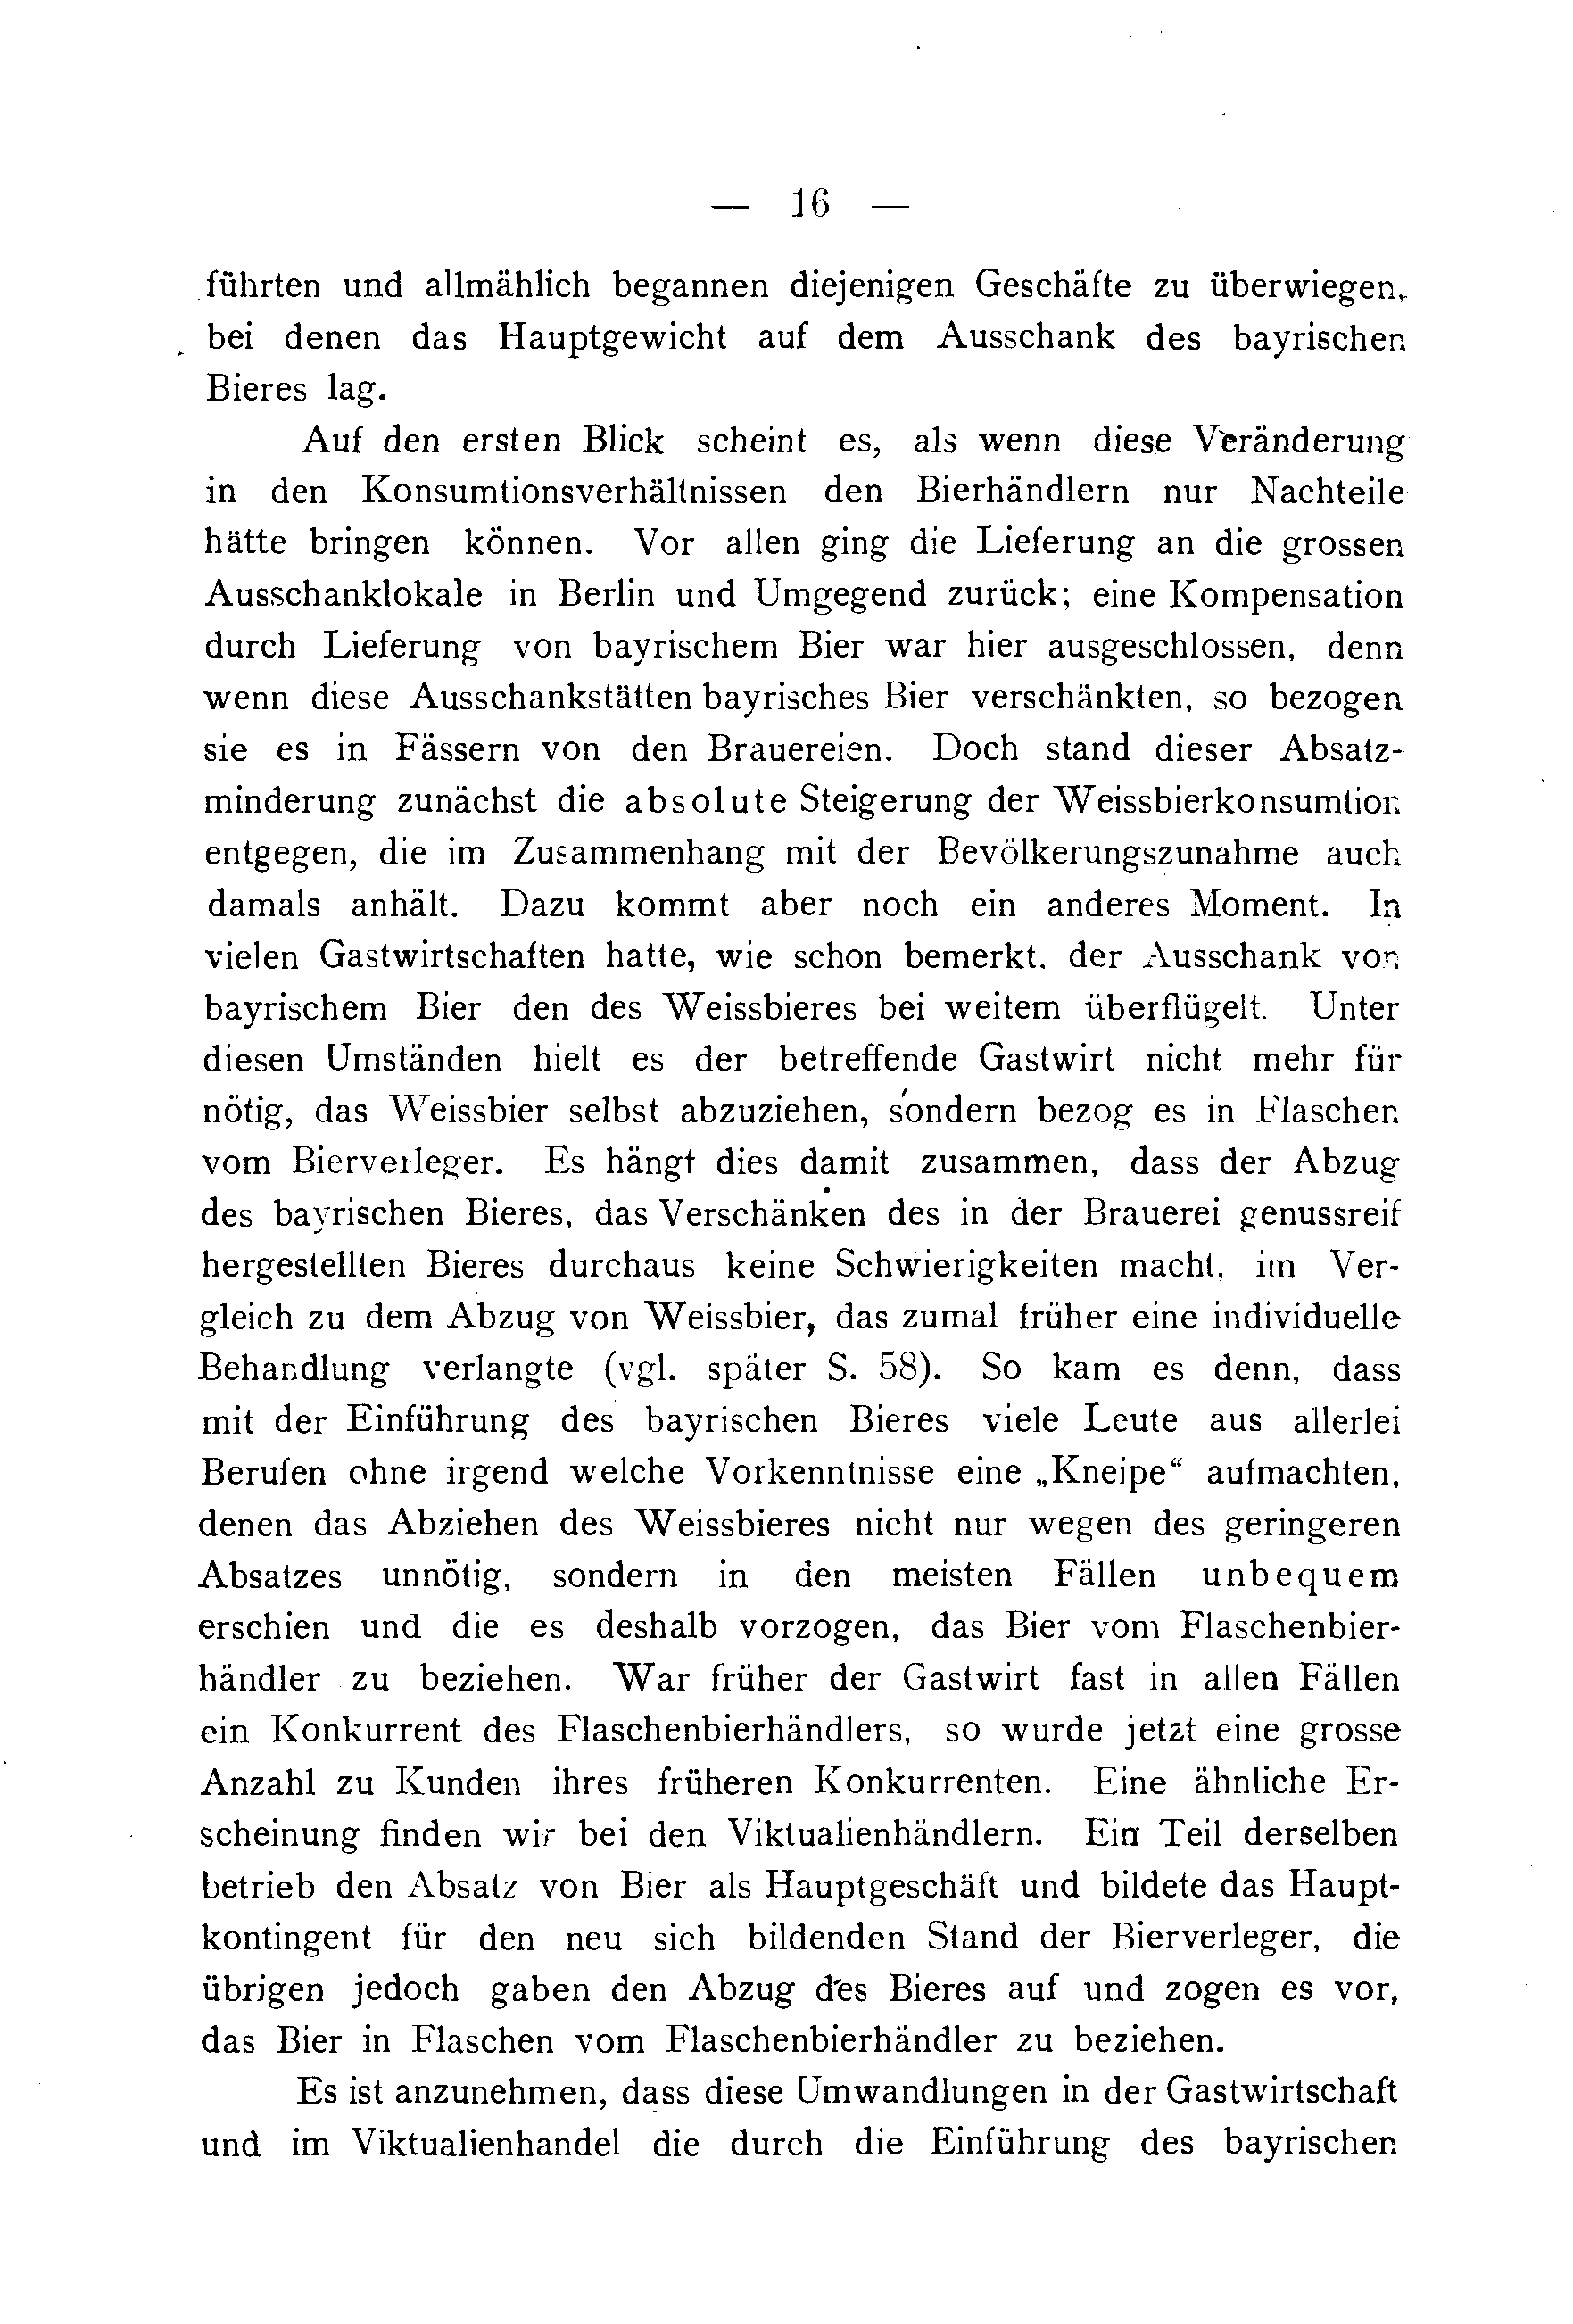 — 16 —
führten und allmählich begannen diejenigen Geschäfte zu überwiegen,
bei denen das Hauptgewicht auf dem Ausschank des bayrischen
Bieres lag.
Auf den ersten Blick scheint es, als wenn diese Veränderung
in den Konsumtionsverhältnissen den Bierhändlern nur Nachteile
hätte bringen können. Vor allen ging die Lieferung an die grossen
Ausschanklokale in Berlin und Umgegend zurück; eine Kompensation
durch Lieferung von bayrischem Bier war hier ausgeschlossen, denn
wenn diese Ausschankstätten bayrisches Bier verschänkten, so bezogen
sie es in Fässern von den Brauereien. Doch stand dieser Absatz-
minderung zunächst die absolute Steigerung der Weissbierkonsumtion
entgegen, die im Zusammenhang mit der Bevölkerungszunahme auch
damals anhält. Dazu kommt aber noch ein anderes Moment. In
vielen Gastwirtschaften hatte, wie schon bemerkt, der Ausschank von
bayrischem Bier den des Weissbieres bei weitem überflügelt. Unter
diesen Umständen hielt es der betreffende Gastwirt nicht mehr für
nötig, das Weissbier selbst abzuziehen, sondern bezog es in Flaschen
vom Bierverleger. Es hängt dies damit zusammen, dass der Abzug
des bayrischen Bieres, das Verschänken des in der Brauerei genussreif
hergestellten Bieres durchaus keine Schwierigkeiten macht, im Ver-
gleich zu dem Abzug von Weissbier, das zumal früher eine individuelle
Behandlung verlangte (vgl. später S. 58). So kam es denn, dass
mit der Einführung des bayrischen Bieres viele Leute aus allerlei
Berufen ohne irgend welche Vorkenntnisse eine „Kneipe“ aufmachten,
denen das Abziehen des Weissbieres nicht nur wegen des geringeren
Absatzes unnötig, sondern in den meisten Fällen unbequem
erschien und die es deshalb vorzogen, das Bier vom Flaschenbier-
händler zu beziehen. War früher der Gastwirt fast in allen Fällen
ein Konkurrent des Flaschenbierhändlers, so wurde jetzt eine grosse
Anzahl zu Kunden ihres früheren Konkurrenten. Eine ähnliche Er-
scheinung finden wir bei den Viktualienhändlern. Ein Teil derselben
betrieb den Absatz von Bier als Hauptgeschäft und bildete das Haupt-
kontingent für den neu sich bildenden Stand der Bierverleger, die
übrigen jedoch gaben den Abzug des Bieres auf und zogen es vor,
das Bier in Flaschen vom Flaschenbierhändler zu beziehen.
Es ist anzunehmen, dass diese Umwandlungen in der Gastwirtschaft
und im Viktualienhandel die durch die Einführung des bayrischen